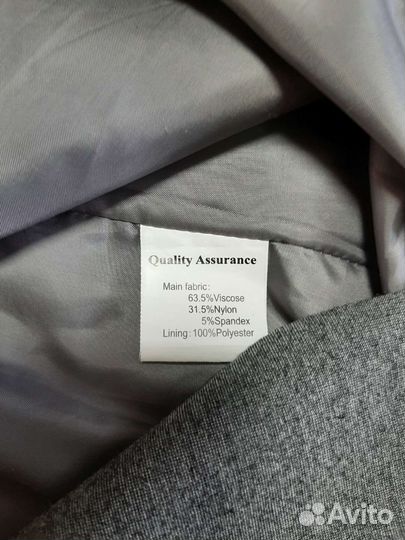 Quality Assurance
Main fabric:
63.5%Viscose
31.5%Nylon
5%Spandex
Lining:100%Polyester
Avito